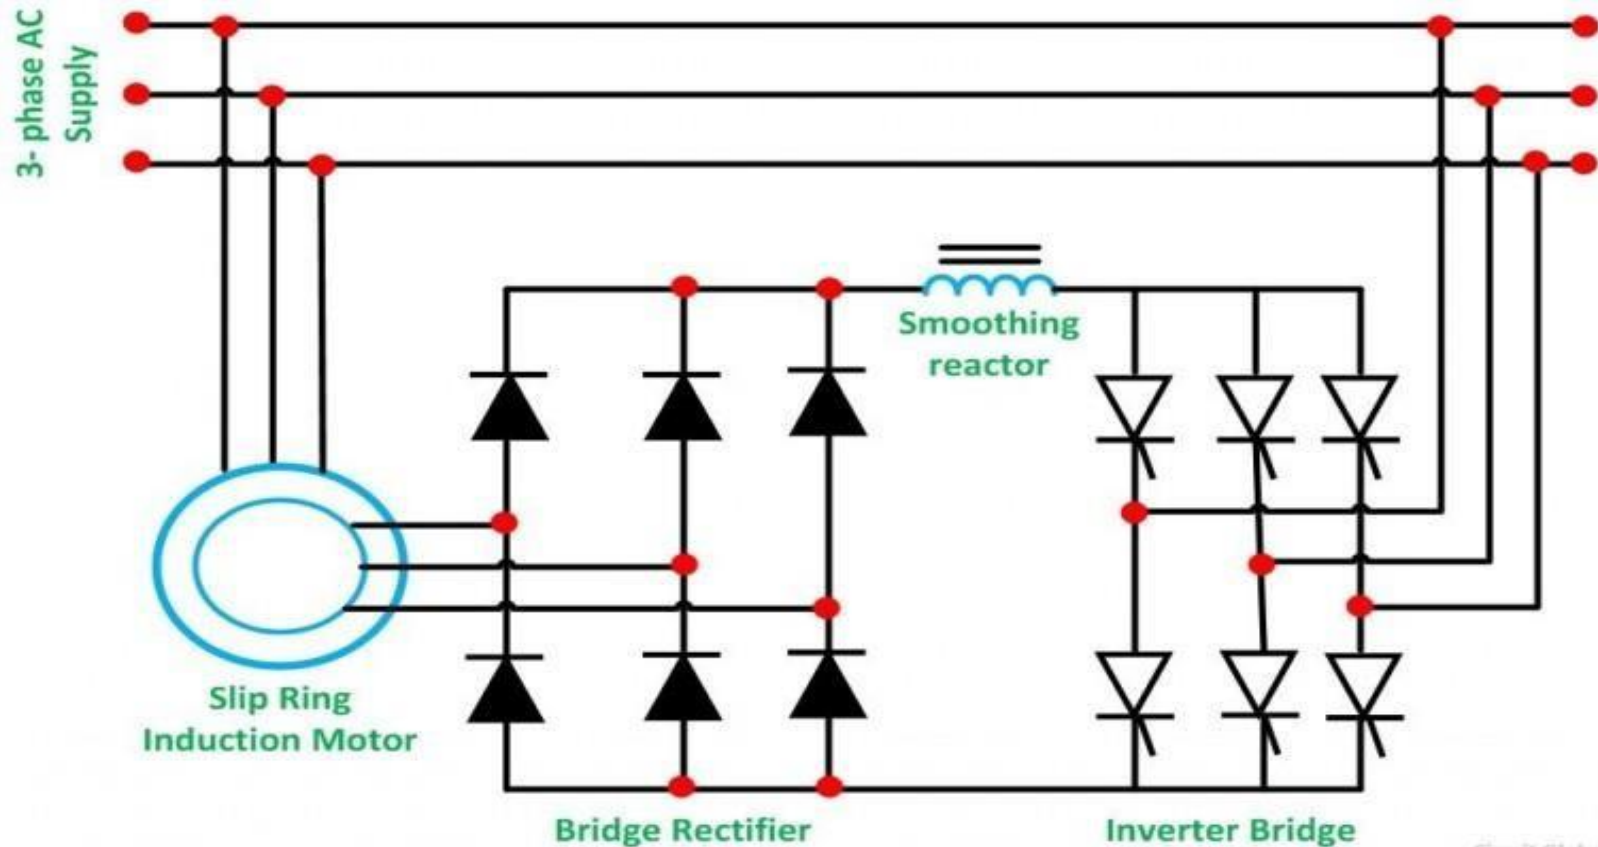 3- phase AC
Supply
Smoothing
reactor
Slip Ring
Induction Motor
Bridge Rectifier
Inverter Bridge